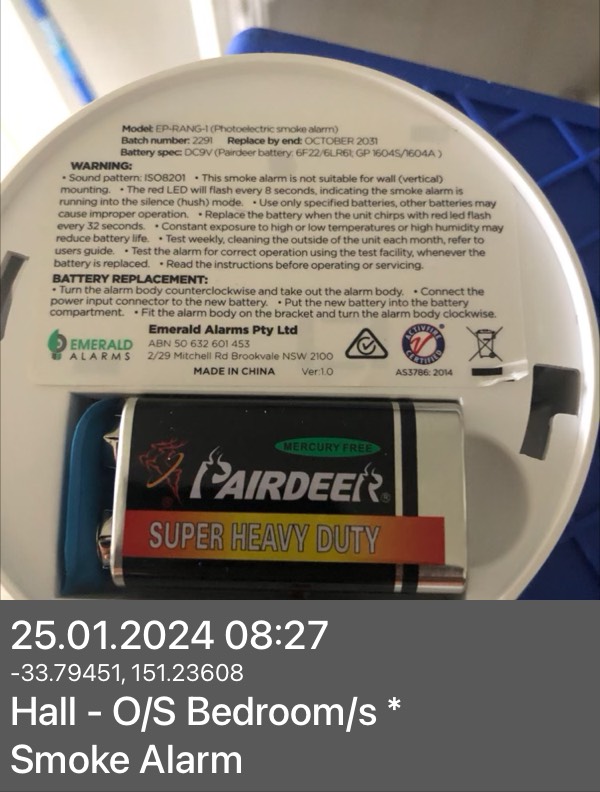 Model: EP-RANG-1 (Photoelectric smoke alarm)
Batch number: 2291 Replace by end: OCTOBER 2031
Battery spec: DC9V (Pairdeer battery: 6F22/6LR61; GP 1604S/1604A )
WARNING:
• Sound pattern: ISO8201 • This smoke alarm is not suitable for wall (vertical)
mounting. • The red LED will flash every 8 seconds, indicating the smoke alarm is
running into the silence (hush) mode. • Use only specified batteries, other batteries may
cause improper operation. • Replace the battery when the unit chirps with red led flash
every 32 seconds. • Constant exposure to high or low temperatures or high humidity may
reduce battery life. • Test weekly, cleaning the outside of the unit each month, refer to
users guide. • Test the alarm for correct operation using the test facility, whenever the
battery is replaced. • Read the instructions before operating or servicing.
BATTERY REPLACEMENT:
• Turn the alarm body counterclockwise and take out the alarm body. • Connect the
power input connector to the new battery. • Put the new battery into the battery
compartment. • Fit the alarm body on the bracket and turn the alarm body clockwise.
EMERALD
ALARMS
Emerald Alarms Pty Ltd
ABN 50 632 601 453
2/29 Mitchell Rd Brookvale NSW 2100
MADE IN CHINA Ver:1.0
ACTIVFIRE
CERTIFIED
AS3786: 2014
MERCURY FREE
PAIRDEER®
SUPER HEAVY DUTY
25.01.2024 08:27
-33.79451, 151.23608
Hall - O/S Bedroom/s *
Smoke Alarm